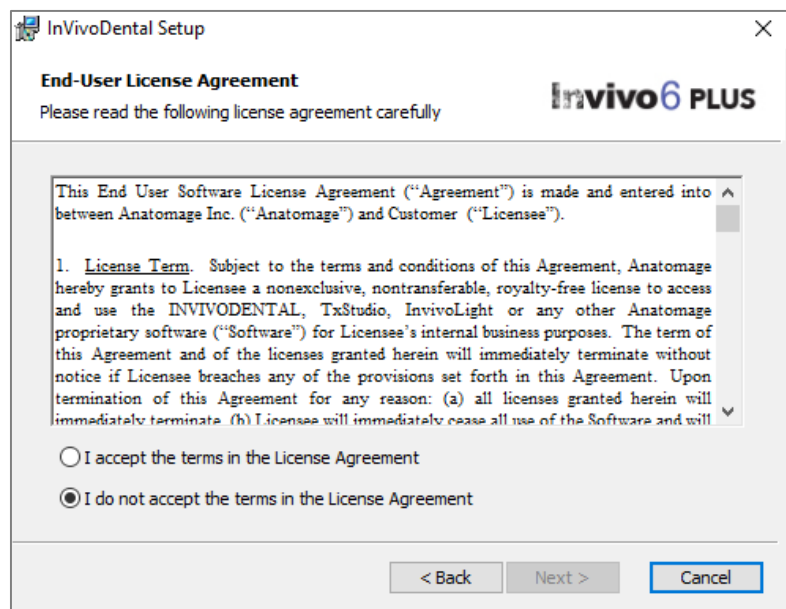 InVivoDental Setup
End-User License Agreement
Please read the following license agreement carefully
Invivo6 PLUS
This End User Software License Agreement (“Agreement”) is made and entered into
between Anatomage Inc. (“Anatomage”) and Customer (“Licensee”).
1. License Term. Subject to the terms and conditions of this Agreement, Anatomage
hereby grants to Licensee a nonexclusive, nontransferable, royalty-free license to access
and use the INVIVODENTAL, TxStudio, InvivoLight or any other Anatomage
proprietary software (“Software”) for Licensee’s internal business purposes. The term of
this Agreement and of the licenses granted herein will immediately terminate without
notice if Licensee breaches any of the provisions set forth in this Agreement. Upon
termination of this Agreement for any reason: (a) all licenses granted herein will
immediately terminate, (b) Licensee will immediately cease all use of the Software and will
I accept the terms in the License Agreement
I do not accept the terms in the License Agreement
< Back
Next >
Cancel